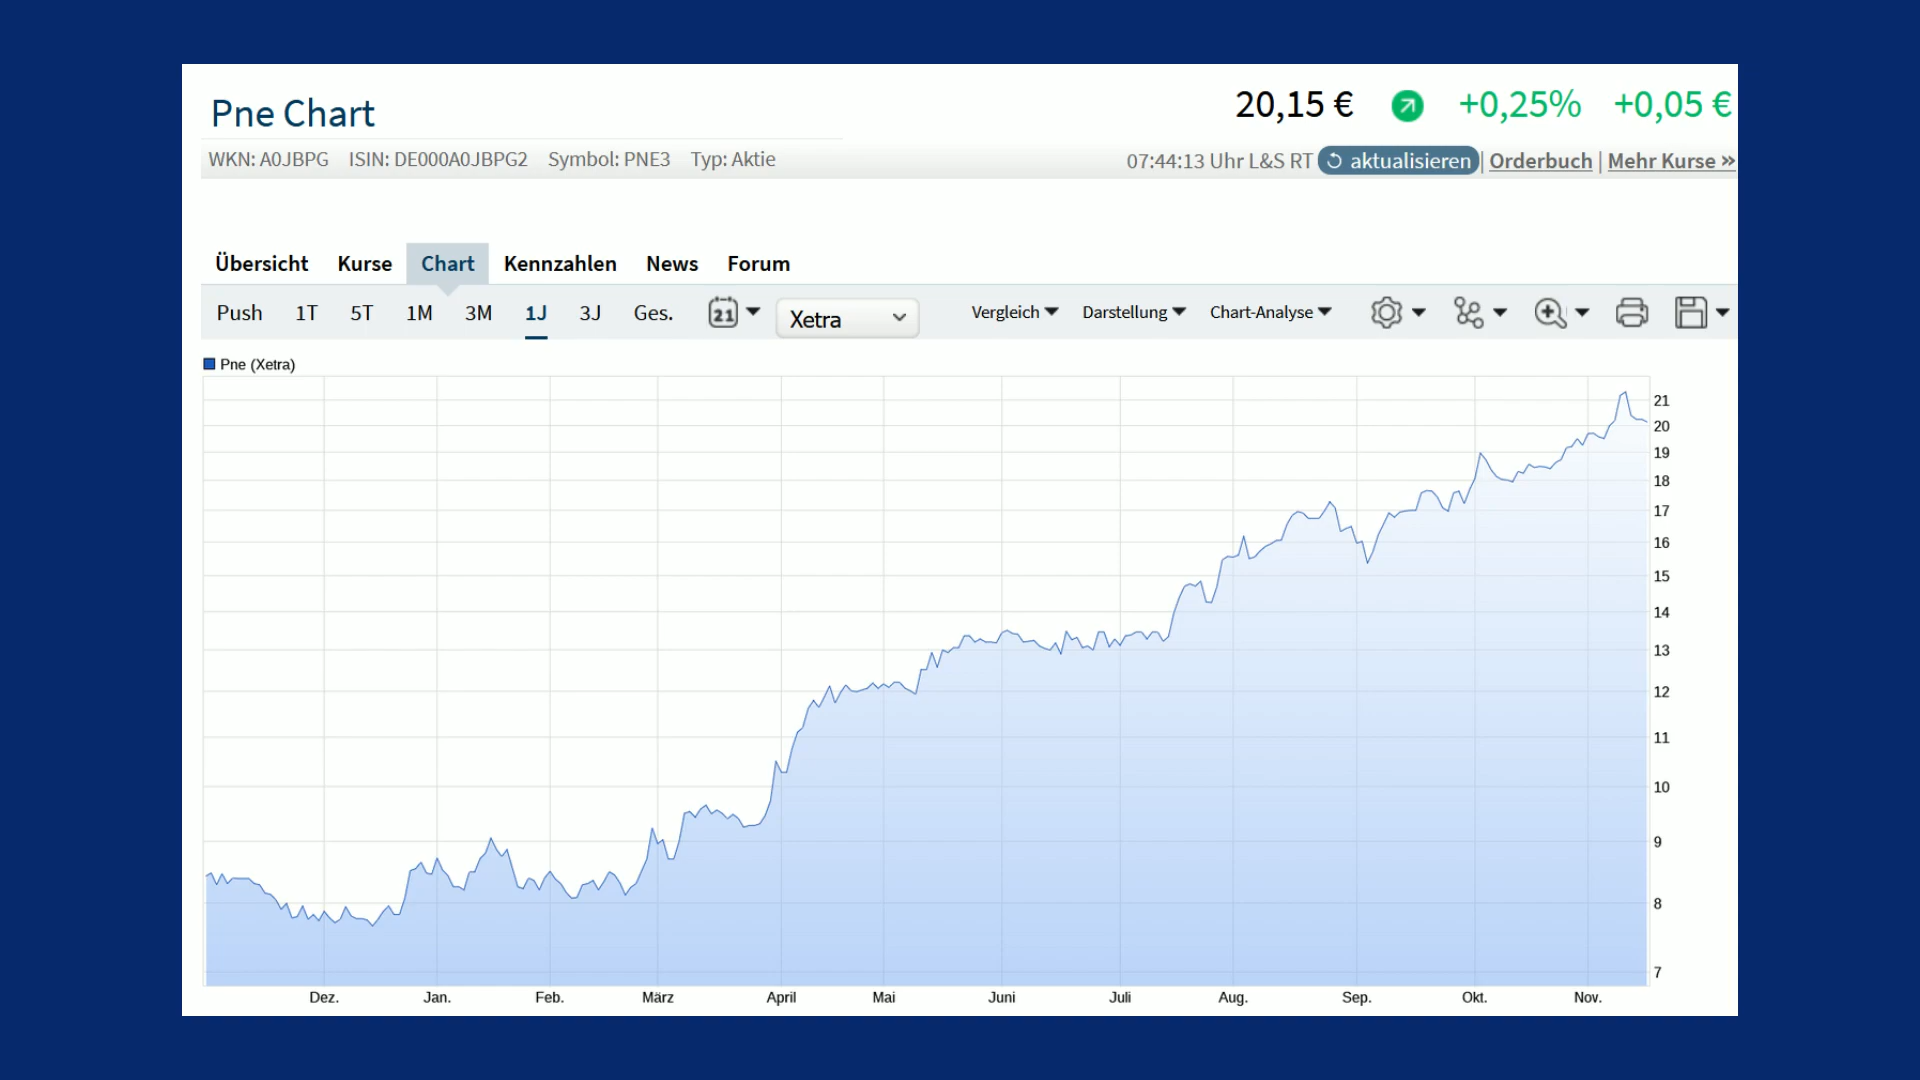 Pne Chart
20,15 € +0,25% +0,05 €
WKN: A0JBPG ISIN: DE000A0JBPG2 Symbol: PNE3 Typ: Aktie
07:44:13 Uhr L&S RT aktualisieren | Orderbuch | Mehr Kurse »
Übersicht Kurse Chart Kennzahlen News Forum
Push 1T 5T 1M 3M 1J 3J Ges. 21 Xetra Vergleich Darstellung Chart-Analyse
Pne (Xetra)
21
20
19
18
17
16
15
14
13
12
11
10
9
8
7
Dez. Jan. Feb. März April Mai Juni Juli Aug. Sep. Okt. Nov.